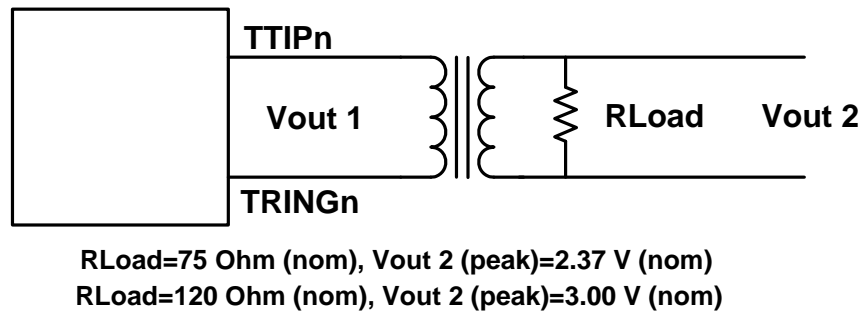 TTIPn
Vout 1
RLoad
Vout 2
TRINGn
RLoad=75 Ohm (nom), Vout 2 (peak)=2.37 V (nom)
RLoad=120 Ohm (nom), Vout 2 (peak)=3.00 V (nom)